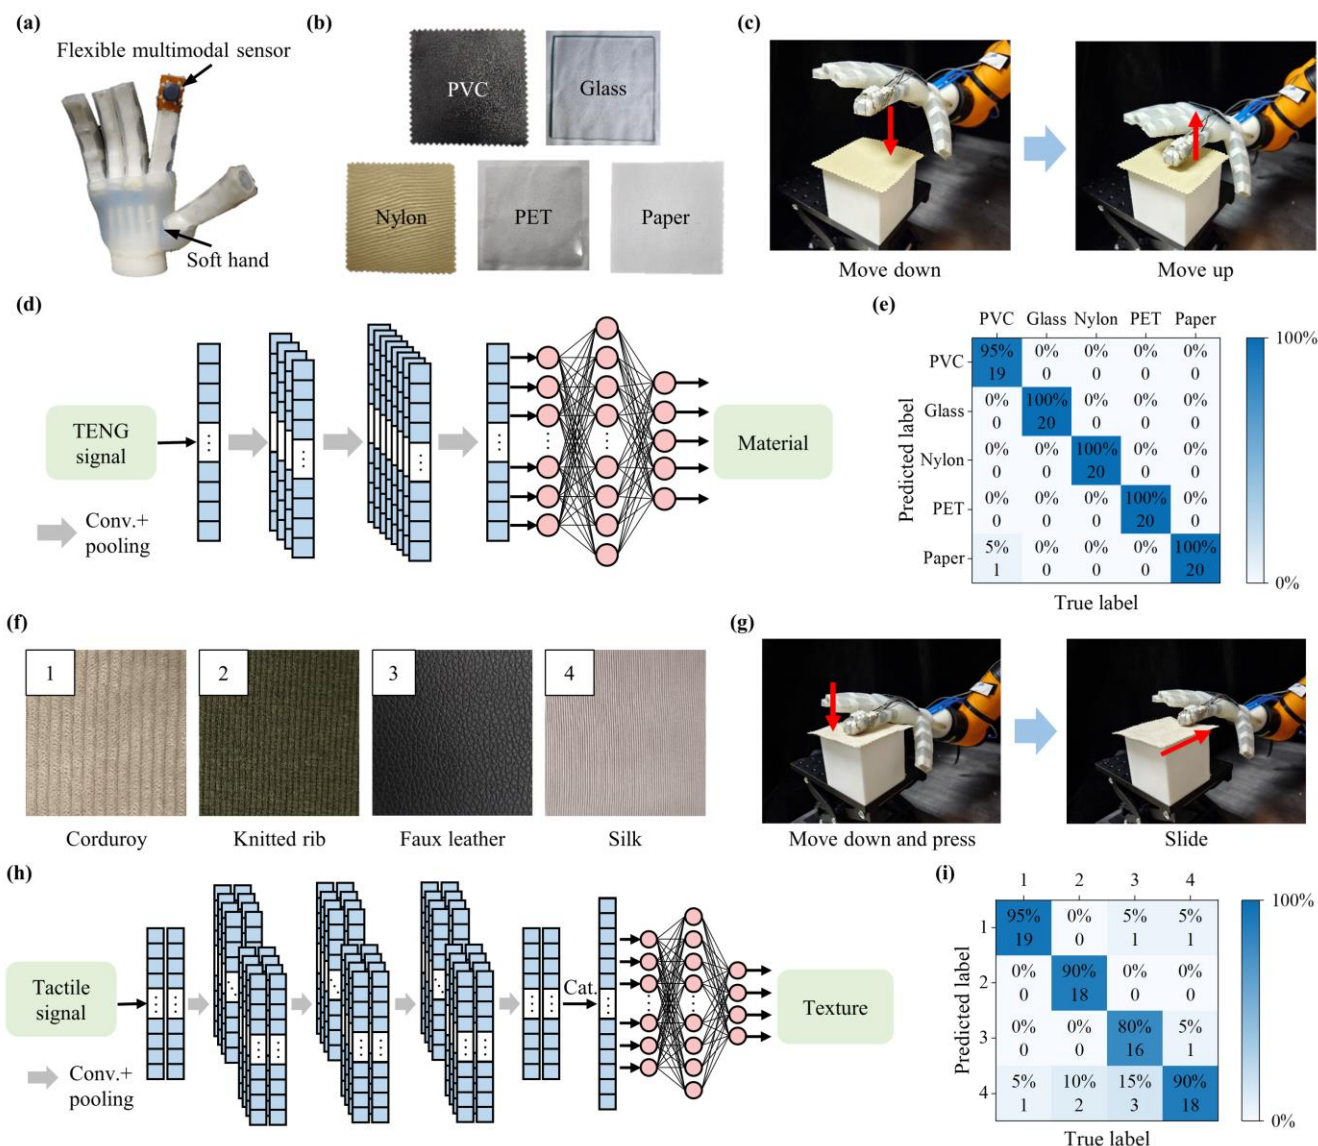 (a)
Flexible multimodal sensor
Soft hand
(b)
PVC
Glass
Nylon
PET
Paper
(c)
Move down
Move up
(d)
TENG
signal
Conv.+
pooling
Material
(e)
PVC Glass Nylon PET Paper
Predicted label
PVC
95% 0% 0% 0% 0%
19 0 0 0 0
Glass
0% 100% 0% 0% 0%
0 20 0 0 0
Nylon
0% 0% 100% 0% 0%
0 0 20 0 0
PET
0% 0% 0% 100% 0%
0 0 0 20 0
Paper
5% 0% 0% 0% 100%
1 0 0 0 20
True label
100%
0%
(f)
1
2
3
4
Corduroy
Knitted rib
Faux leather
Silk
(g)
Move down and press
Slide
(h)
Tactile
signal
Conv.+
pooling
Cat.
Texture
(i)
1 2 3 4
Predicted label
1
95% 0% 5% 5%
19 0 1 1
2
0% 90% 0% 0%
0 18 0 0
3
0% 0% 80% 5%
0 0 16 1
4
5% 10% 15% 90%
1 2 3 18
True label
100%
0%